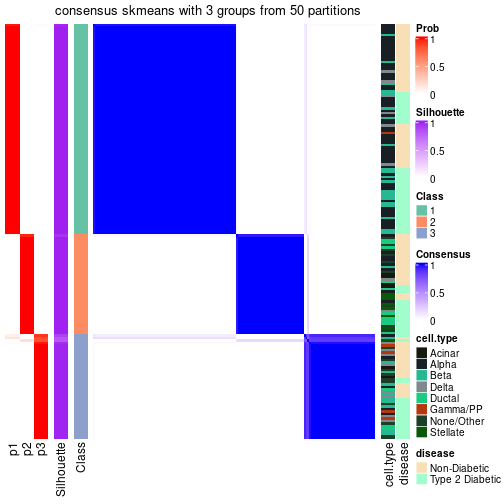 consensus skmeans with 3 groups from 50 partitions
Prob
1
0.5
0
Silhouette
1
0.5
0
Class
1
2
3
Consensus
1
0.5
0
cell.type
Acinar
Alpha
Beta
Delta
Ductal
Gamma/PP
None/Other
Stellate
disease
Non-Diabetic
Type 2 Diabetic
p1
p2
p3
Silhouette
Class
cell.type
disease